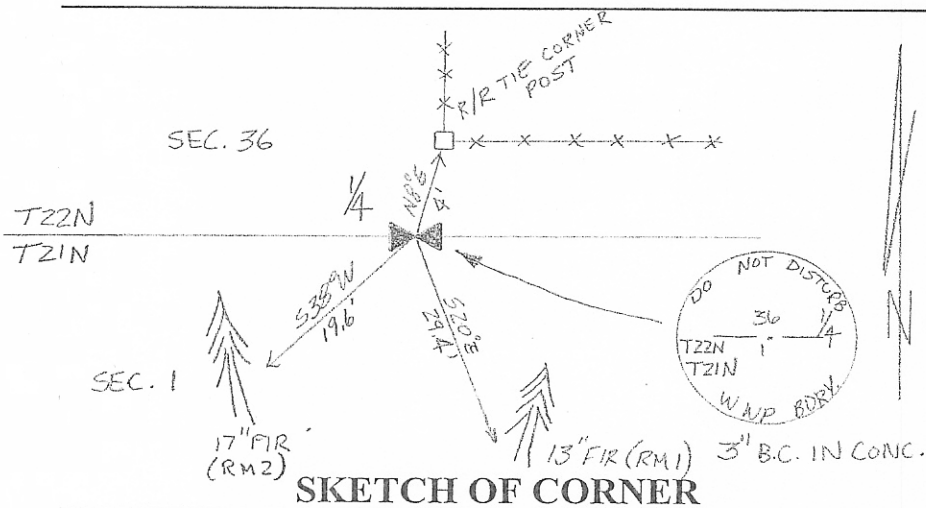 R/R TIE CORNER
POST
SEC. 36
1/4
N8°E
4'
T22N
T21N
S38°W
19.6'
S20°E
29.4'
DO NOT DISTURB
36
1/4
T22N
1
T21N
WNP BDRY.
N
SEC. 1
17" FIR
(RM2)
13" FIR (RM1)
3" B.C. IN CONC.
SKETCH OF CORNER